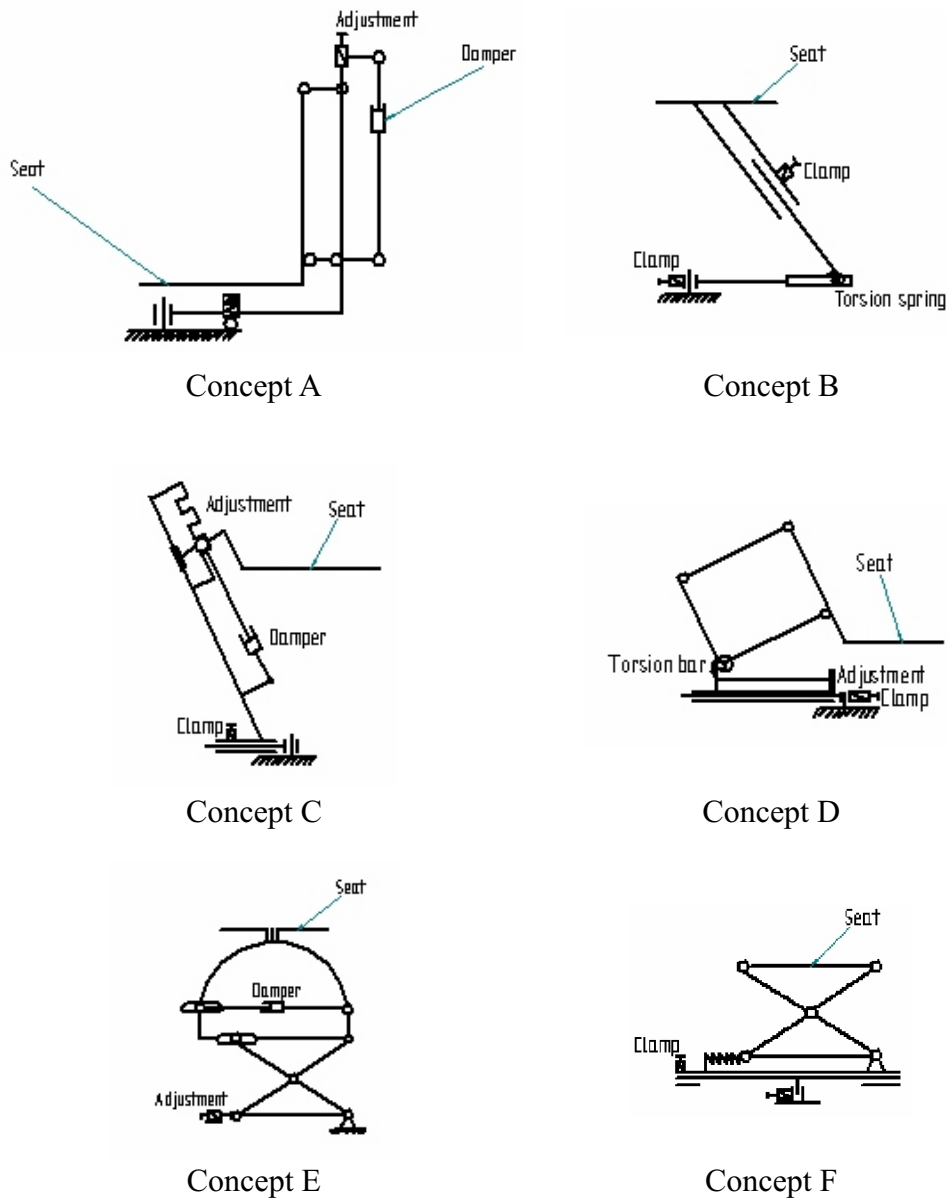 Adjustment
Damper
Seat
Concept A
Seat
Clamp
Clamp
Torsion spring
Concept B
Adjustment
Seat
Damper
Clamp
Concept C
Seat
Torsion bar
Adjustment
Clamp
Concept D
Seat
Damper
Adjustment
Concept E
Seat
Clamp
Concept F